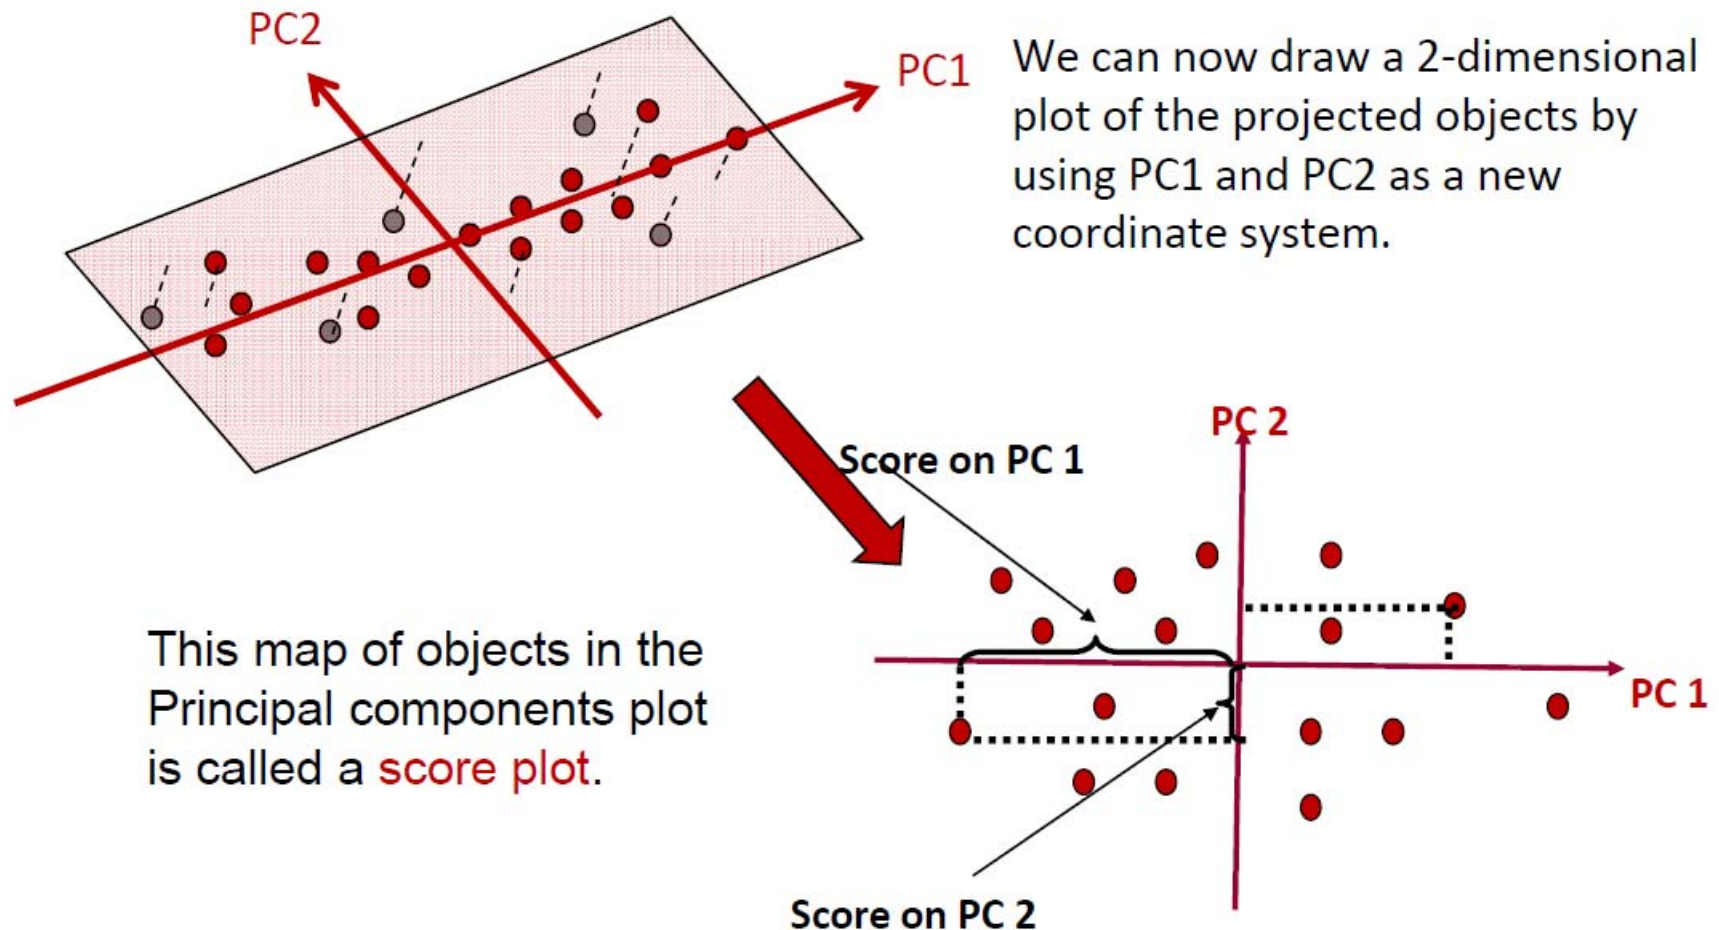 PC2
PC1
We can now draw a 2-dimensional
plot of the projected objects by
using PC1 and PC2 as a new
coordinate system.
PC 2
Score on PC 1
This map of objects in the
Principal components plot
is called a score plot.
PC 1
Score on PC 2